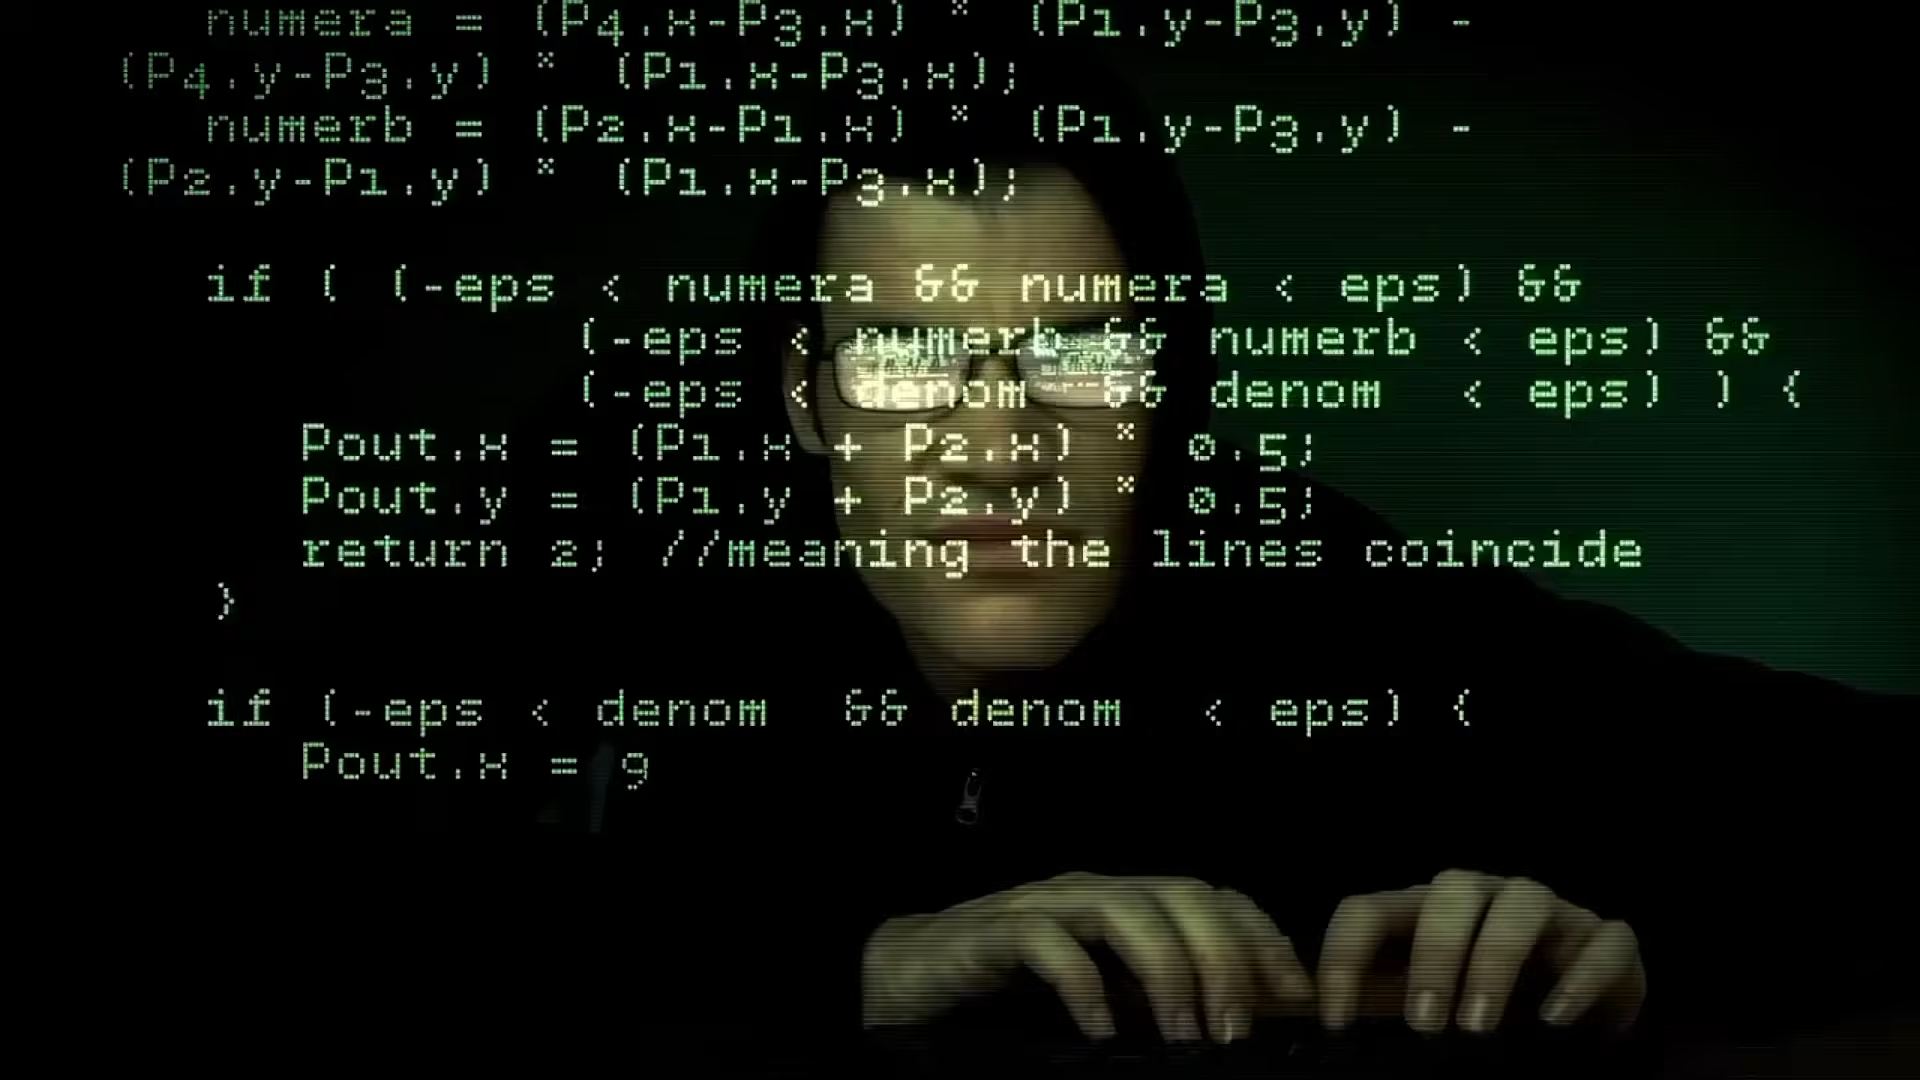 numera = (P4.x-P3.x) * (P1.y-P3.y) -
(P4.y-P3.y) * (P1.x-P3.x);
numerb = (P2.x-P1.x) * (P1.y-P3.y) -
(P2.y-P1.y) * (P1.x-P3.x);
if ( (-eps < numera && numera < eps) &&
(-eps < numerb && numerb < eps) &&
(-eps < denom && denom < eps) ) {
Pout.x = (P1.x + P2.x) * 0.5;
Pout.y = (P1.y + P2.y) * 0.5;
return 2; //meaning the lines coincide
}
if (-eps < denom && denom < eps) {
Pout.x = 9